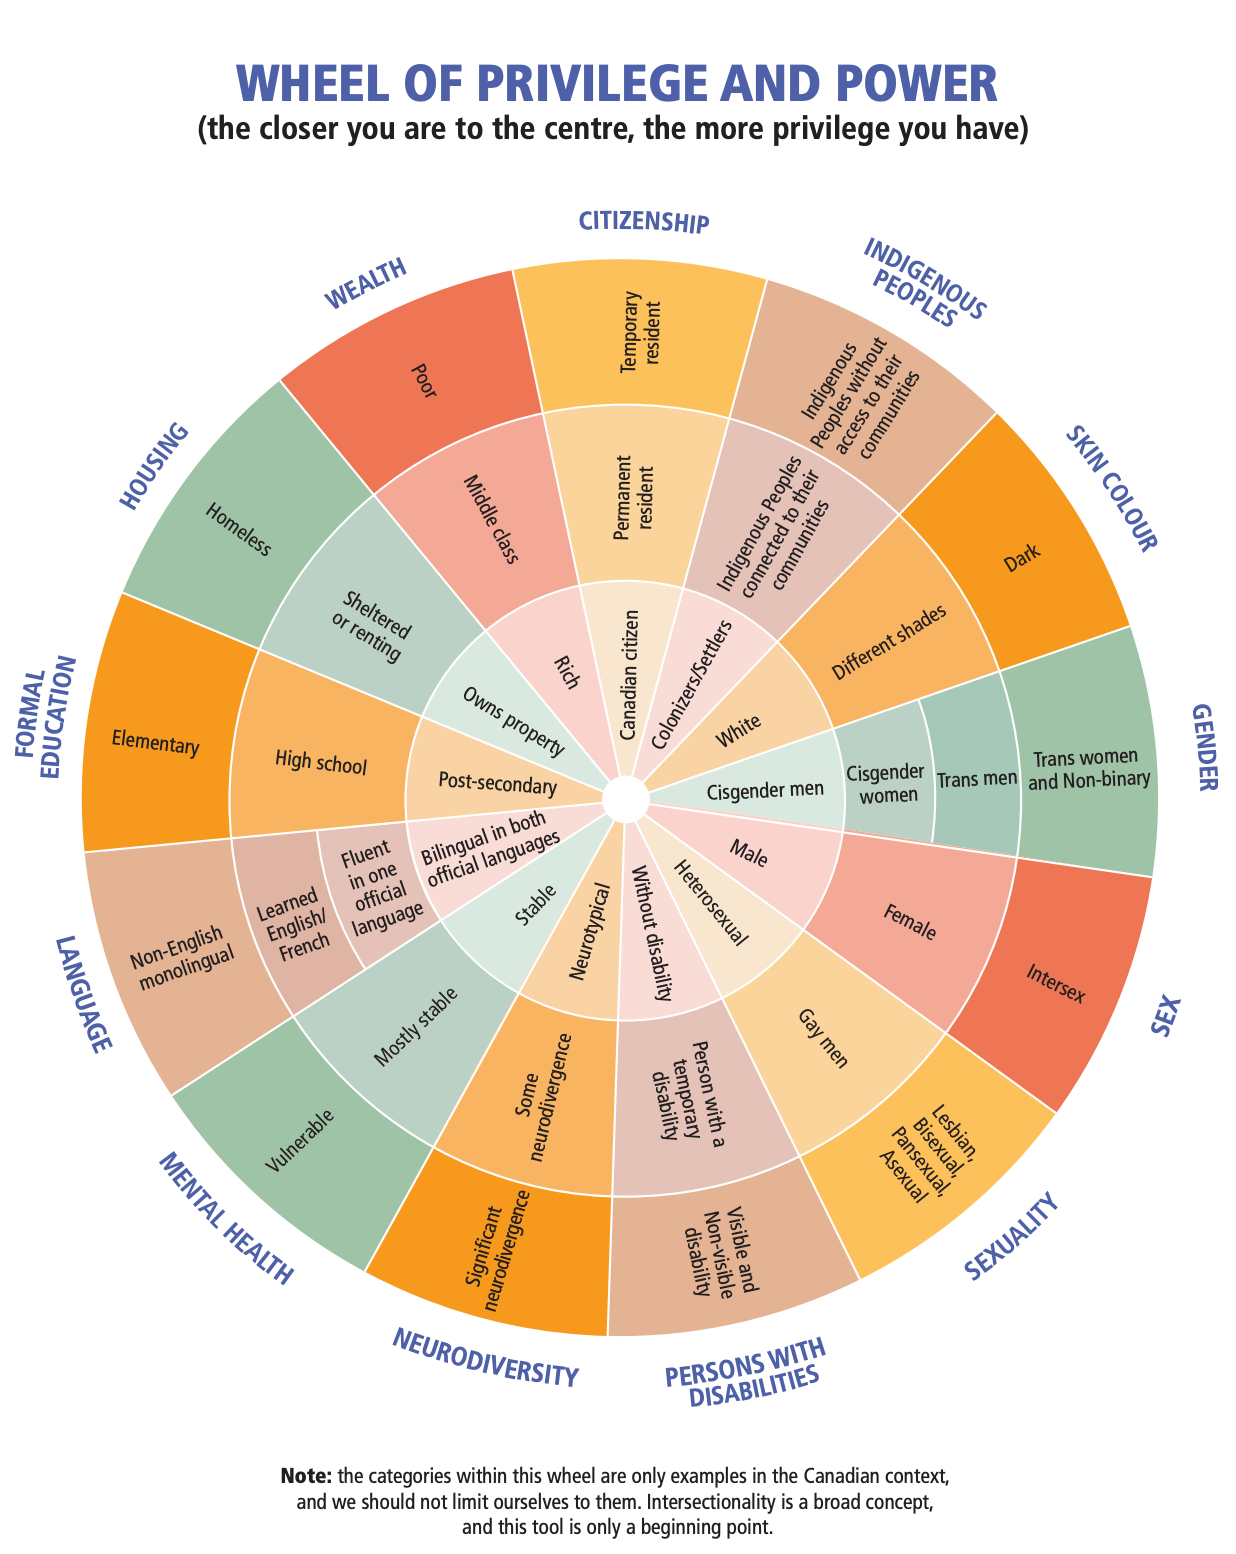 WHEEL OF PRIVILEGE AND POWER
(the closer you are to the centre, the more privilege you have)
CITIZENSHIP
Temporary
resident
Permanent
resident
Canadian citizen
INDIGENOUS
PEOPLES
Indigenous
Peoples without
access to their
communities
Indigenous Peoples
connected to their
communities
Colonizers/Settlers
SKIN COLOUR
Dark
Different shades
White
GENDER
Trans women
and Non-binary
Trans men
Cisgender
women
Cisgender men
SEX
Intersex
Female
Male
SEXUALITY
Lesbian,
Bisexual,
Pansexual,
Asexual
Gay men
Heterosexual
PERSONS WITH
DISABILITIES
Visible and
Non-visible
disability
Person with a
temporary
disability
Without disability
NEURODIVERSITY
Significant
neurodivergence
Some
neurodivergence
Neurotypical
MENTAL HEALTH
Vulnerable
Mostly stable
Stable
LANGUAGE
Non-English
monolingual
Learned
English/
French
Fluent
in one
official
language
Bilingual in both
official languages
FORMAL
EDUCATION
Elementary
High school
Post-secondary
HOUSING
Homeless
Sheltered
or renting
Owns property
WEALTH
Poor
Middle class
Rich
Note: the categories within this wheel are only examples in the Canadian context,
and we should not limit ourselves to them. Intersectionality is a broad concept,
and this tool is only a beginning point.